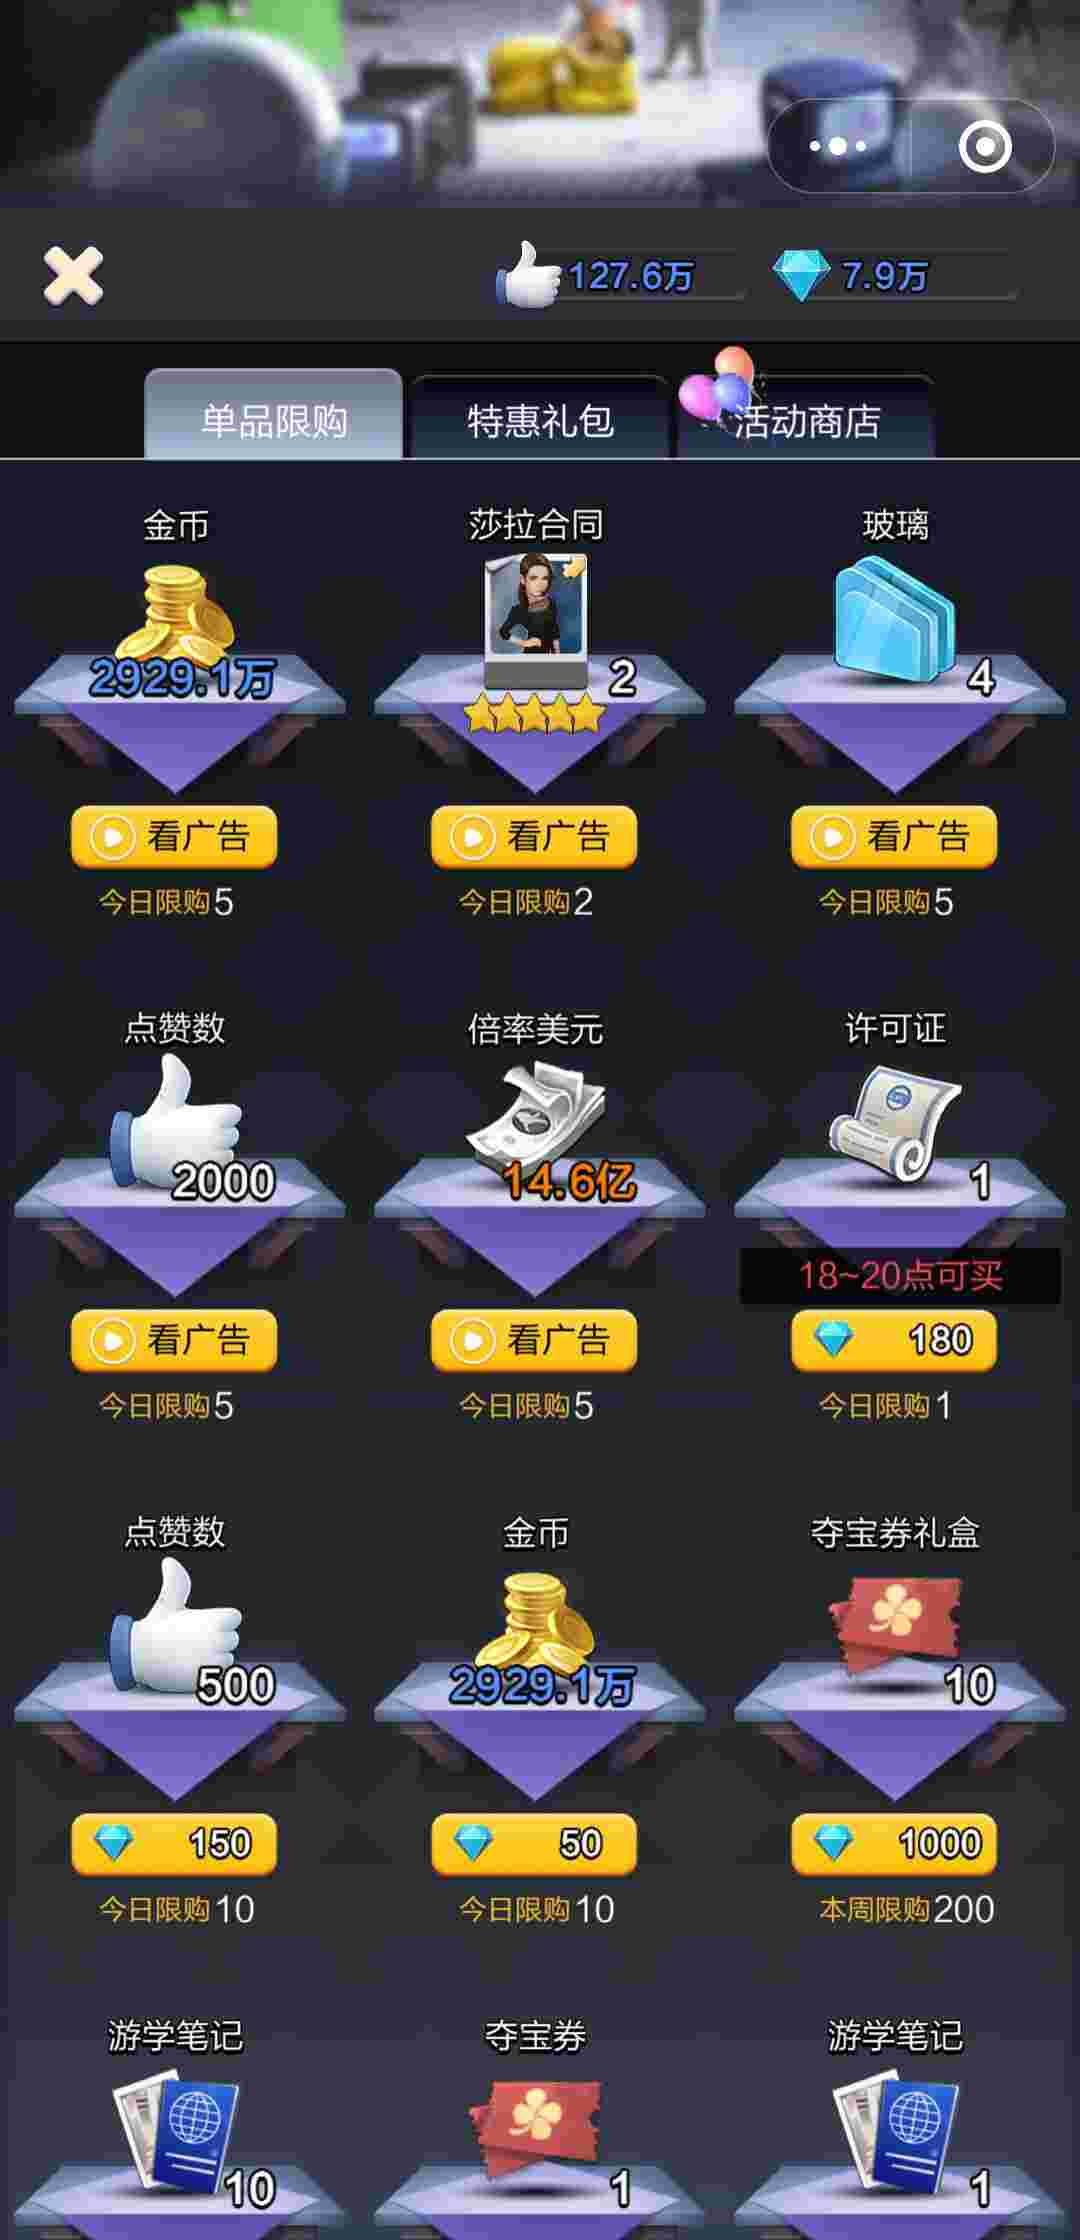 127.6万
7.9万
单品限购
特惠礼包
活动商店
金币
莎拉合同
玻璃
2929.1万
2
4
看广告
看广告
看广告
今日限购5
今日限购2
今日限购5
点赞数
倍率美元
许可证
2000
14.6亿
1
18~20点可买
看广告
看广告
180
今日限购5
今日限购5
今日限购1
点赞数
金币
夺宝券礼盒
500
2929.1万
10
150
50
1000
今日限购10
今日限购10
本周限购200
游学笔记
夺宝券
游学笔记
10
1
1